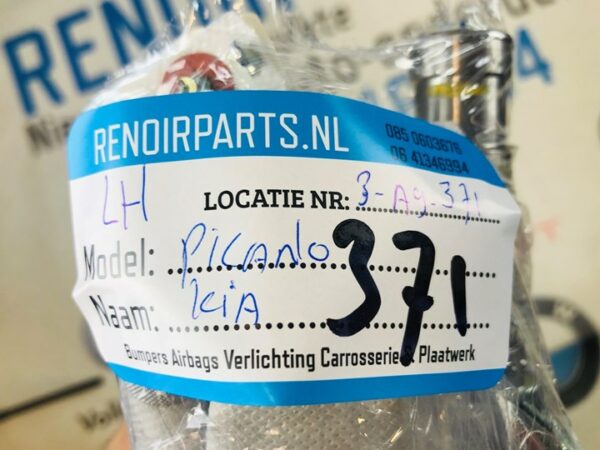 RENOIRPARTS.NL
085 0603676
06 41346994
LH
LOCATIE NR: 3-A9-371
Model: PICANTO
371
Naam: KiA
Bumpers Airbags Verlichting Carrosserie & Plaatwerk